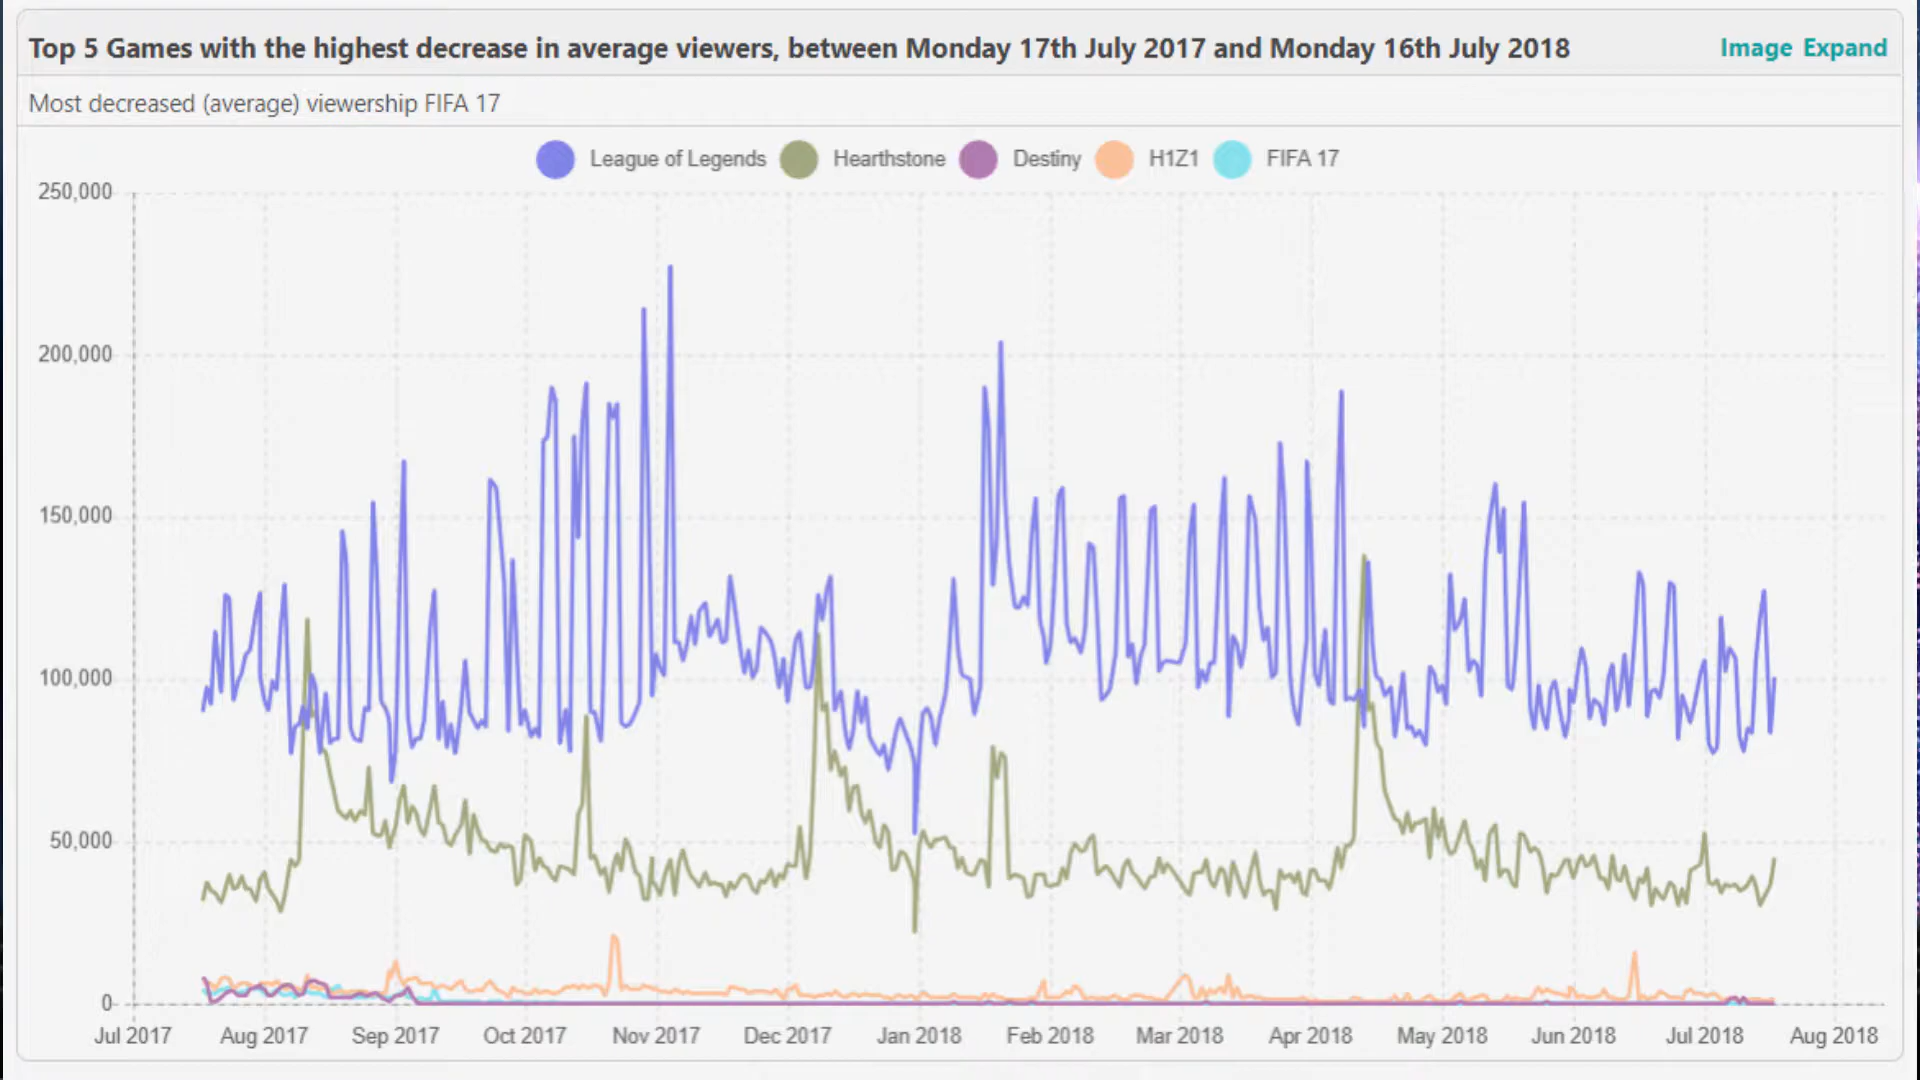 Top 5 Games with the highest decrease in average viewers, between Monday 17th July 2017 and Monday 16th July 2018
Image Expand
Most decreased (average) viewership FIFA 17
League of Legends Hearthstone Destiny H1Z1 FIFA 17
250,000
200,000
150,000
100,000
50,000
0
Jul 2017 Aug 2017 Sep 2017 Oct 2017 Nov 2017 Dec 2017 Jan 2018 Feb 2018 Mar 2018 Apr 2018 May 2018 Jun 2018 Jul 2018 Aug 2018